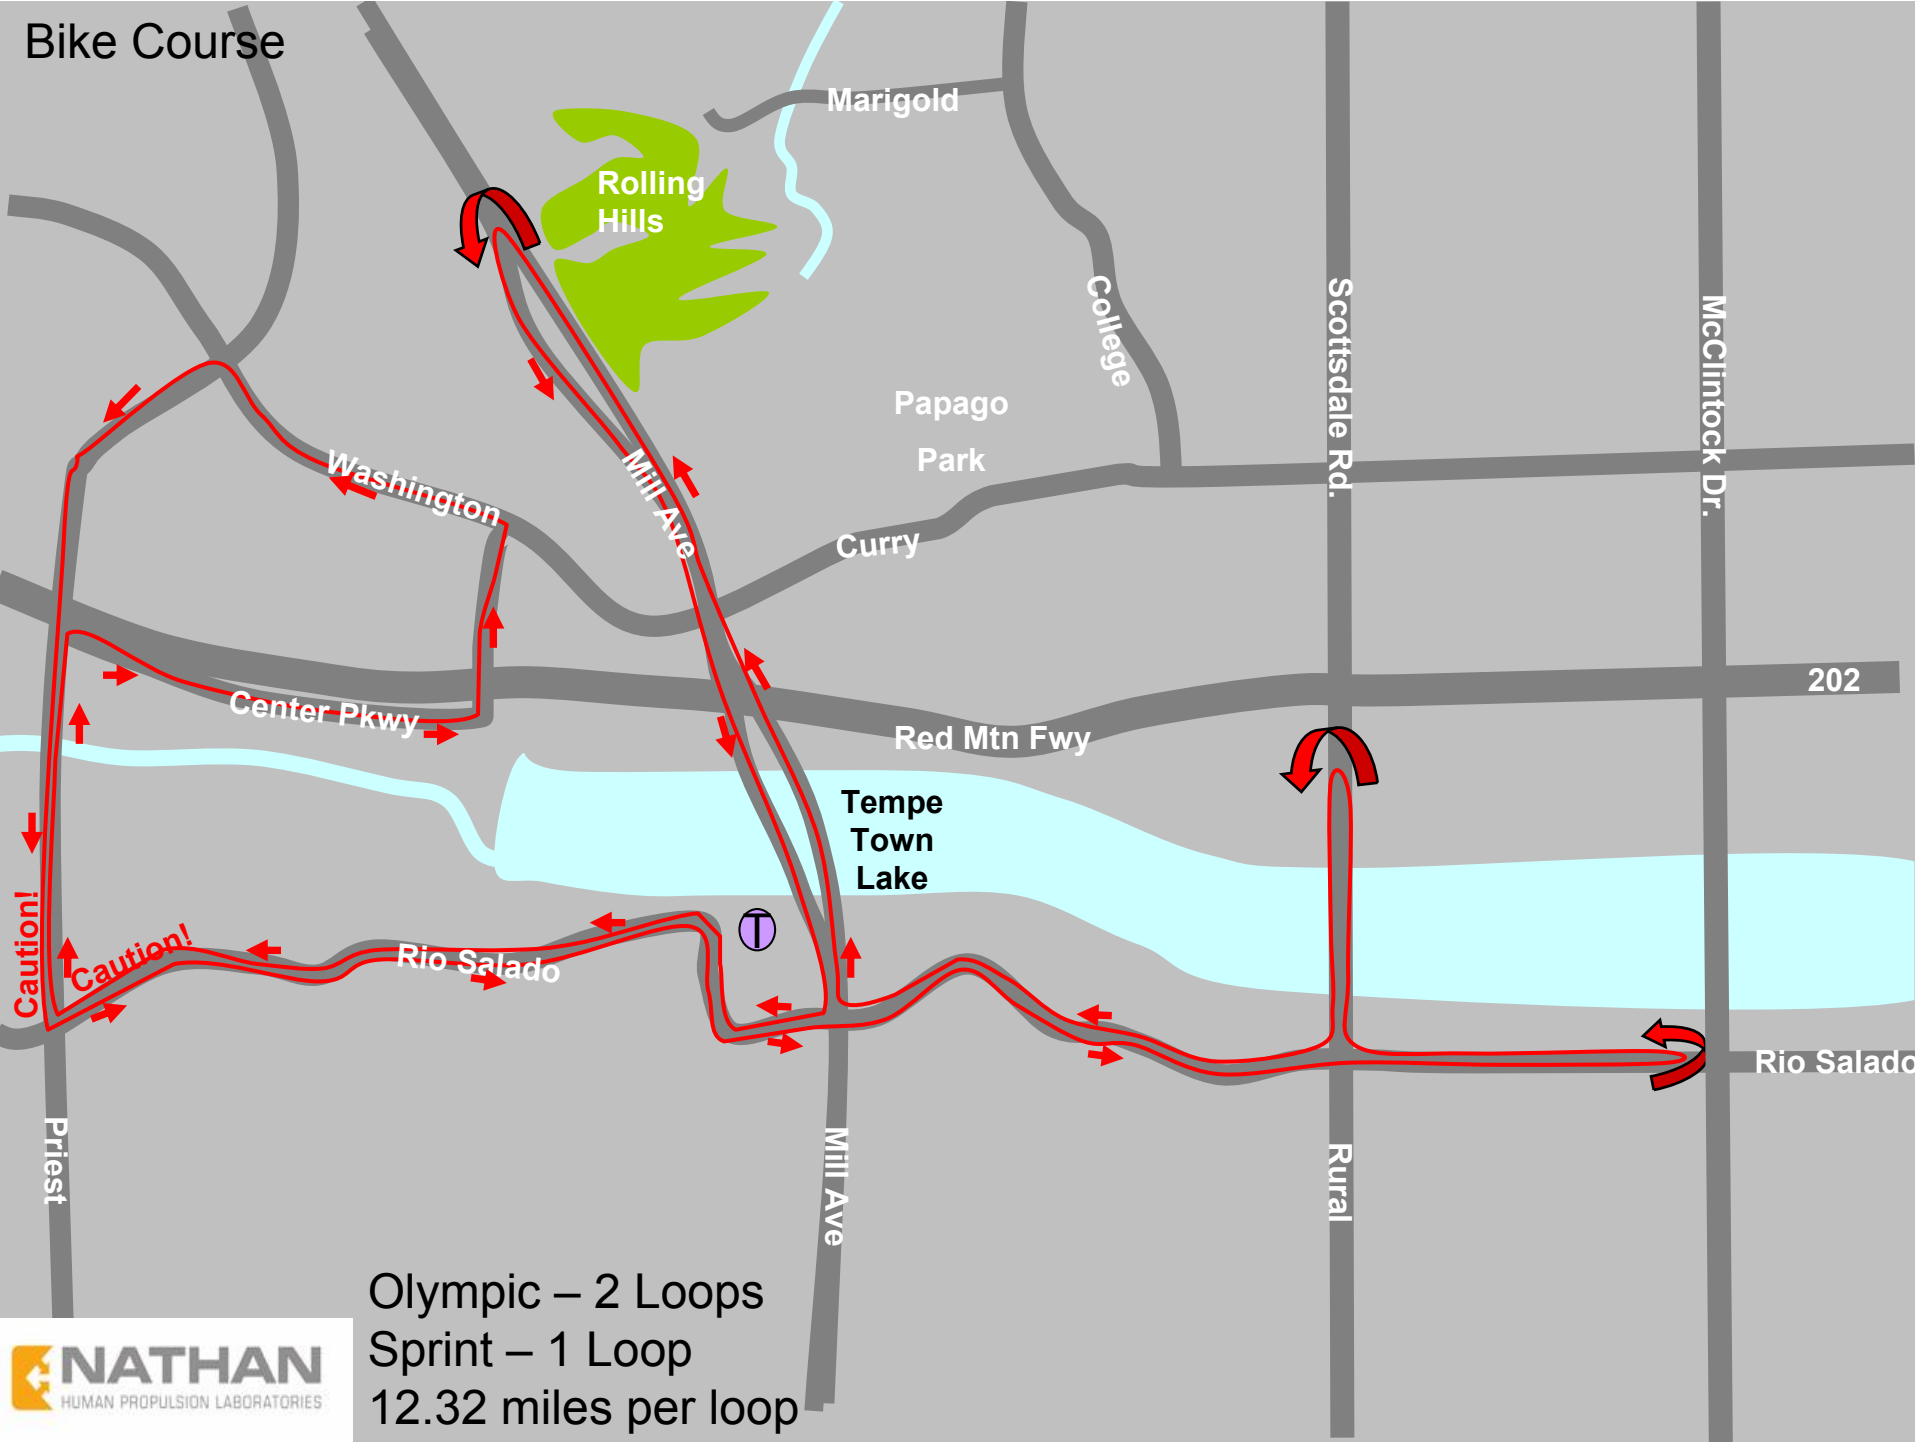 Bike Course
Marigold
Rolling
Hills
College
Scottsdale Rd.
McClintock Dr.
Papago
Park
Washington
Mill Ave
Curry
202
Center Pkwy
Red Mtn Fwy
Tempe
Town
Lake
Caution!
Caution!
T
Rio Salado
Rio Salado
Priest
Mill Ave
Rural
Olympic – 2 Loops
Sprint – 1 Loop
12.32 miles per loop
NATHAN
HUMAN PROPULSION LABORATORIES